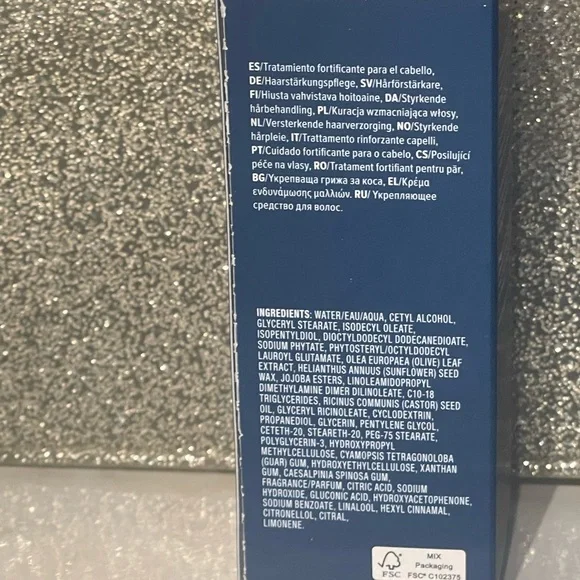 ES/Tratamiento fortificante para el cabello,
DE/Haarstärkungspflege, SV/Hårförstärkare,
FI/Hiusta vahvistava hoitoaine, DA/Styrkende
hårbehandling, PL/Kuracja wzmacniająca włosy,
NL/Versterkende haarverzorging, NO/Styrkende
hårpleie, IT/Trattamento rinforzante capelli,
PT/Cuidado fortificante para o cabelo, CS/Posilující
péče na vlasy, RO/Tratament fortifiant pentru păr,
BG/Укрепваща грижа за коса, EL/Κρέμα
ενδυνάμωσης μαλλιών. RU/ Укрепляющее
средство для волос.
INGREDIENTS: WATER/EAU/AQUA, CETYL ALCOHOL,
GLYCERYL STEARATE, ISODECYL OLEATE,
ISOPENTYLDIOL, DIOCTYLDODECYL DODECANEDIOATE,
SODIUM PHYTATE, PHYTOSTERYL/OCTYLDODECYL
LAUROYL GLUTAMATE, OLEA EUROPAEA (OLIVE) LEAF
EXTRACT, HELIANTHUS ANNUUS (SUNFLOWER) SEED
WAX, JOJOBA ESTERS, LINOLEAMIDOPROPYL
DIMETHYLAMINE DIMER DILINOLEATE, C10-18
TRIGLYCERIDES, RICINUS COMMUNIS (CASTOR) SEED
OIL, GLYCERYL RICINOLEATE, CYCLODEXTRIN,
PROPANEDIOL, GLYCERIN, PENTYLENE GLYCOL,
CETETH-20, STEARETH-20, PEG-75 STEARATE,
POLYGLYCERIN-3, HYDROXYPROPYL
METHYLCELLULOSE, CYAMOPSIS TETRAGONOLOBA
(GUAR) GUM, HYDROXYETHYLCELLULOSE, XANTHAN
GUM, CAESALPINIA SPINOSA GUM,
FRAGRANCE/PARFUM, CITRIC ACID, SODIUM
HYDROXIDE, GLUCONIC ACID, HYDROXYACETOPHENONE,
SODIUM BENZOATE, LINALOOL, HEXYL CINNAMAL,
CITRONELLOL, CITRAL,
LIMONENE.
MIX
Packaging
FSC
FSC® C102375